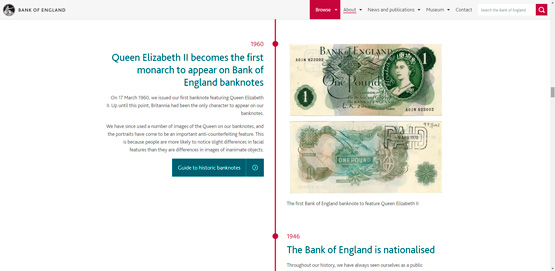 BANK OF ENGLAND
Browse
About
News and publications
Museum
Contact
Search the Bank of England
1960
Queen Elizabeth II becomes the first
monarch to appear on Bank of
England banknotes
On 17 March 1960, we issued our first banknote featuring Queen Elizabeth
II. Up until this point, Britannia had been the only character to appear on our
banknotes.
We have since used a number of images of the Queen on our banknotes, and
the portraits have come to be an important anti-counterfeiting feature. This
is because people are more likely to notice slight differences in facial
features than they are differences in images of inanimate objects.
Guide to historic banknotes
BANK OF ENGLAND
A01N 000002
One Pound
1
1
A01N 000002
PAID
ONE POUND
The first Bank of England banknote to feature Queen Elizabeth II
1946
The Bank of England is nationalised
Throughout our history, we have always seen ourselves as a public